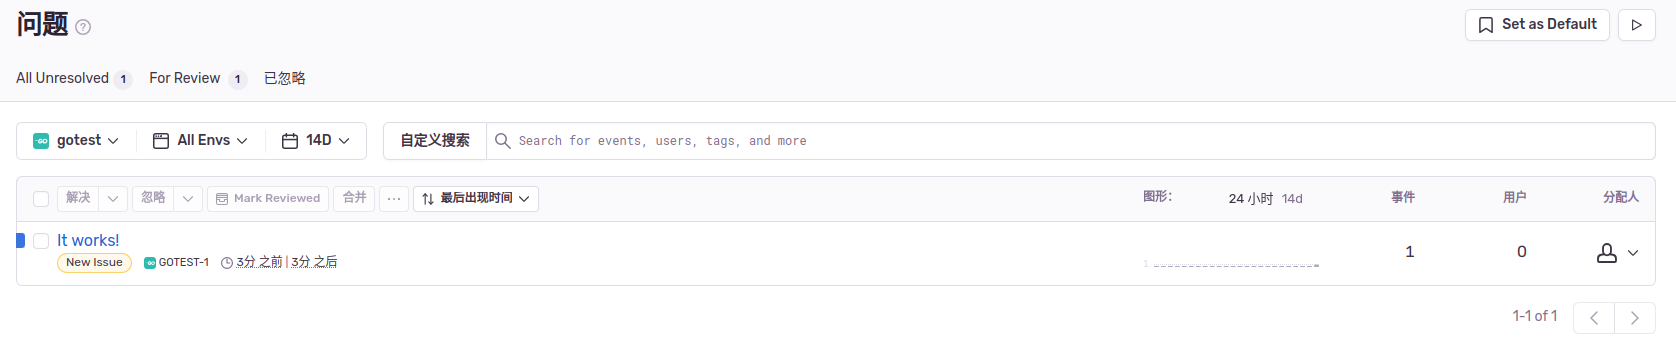 问题 ?
Set as Default
All Unresolved 1 For Review 1 已忽略
gotest All Envs 14D 自定义搜索 Search for events, users, tags, and more
解决 忽略 Mark Reviewed 合并 ... 最后出现时间 图形: 24 小时 14d 事件 用户 分配人
It works!
New Issue GOTEST-1 3分 之前 | 3分 之后 1 1 0
1-1 of 1